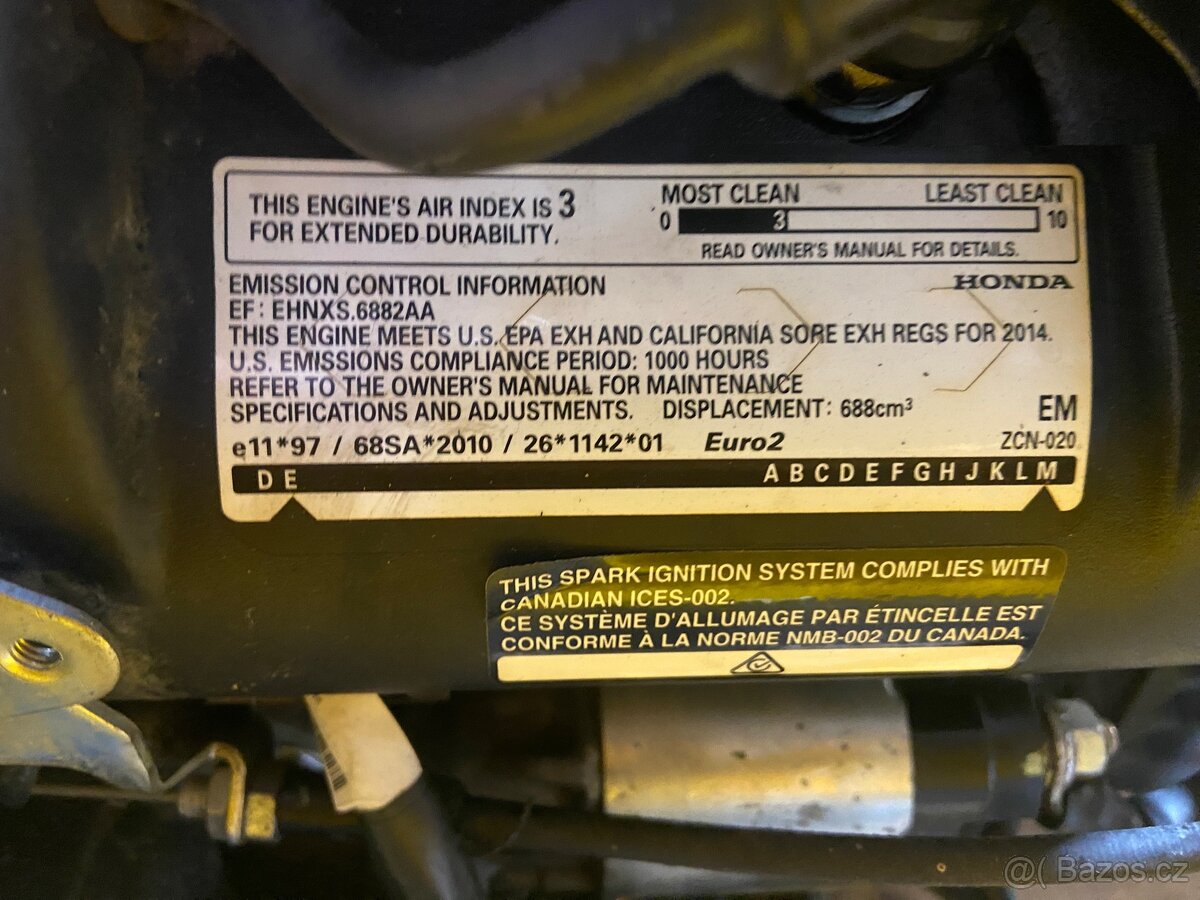 THIS ENGINE'S AIR INDEX IS 3
FOR EXTENDED DURABILITY.
MOST CLEAN LEAST CLEAN
0 3 10
READ OWNER'S MANUAL FOR DETAILS.
EMISSION CONTROL INFORMATION HONDA
EF: EHNXS.6882AA
THIS ENGINE MEETS U.S. EPA EXH AND CALIFORNIA SORE EXH REGS FOR 2014.
U.S. EMISSIONS COMPLIANCE PERIOD: 1000 HOURS
REFER TO THE OWNER'S MANUAL FOR MAINTENANCE
SPECIFICATIONS AND ADJUSTMENTS. DISPLACEMENT: 688cm³ EM
e11*97 / 68SA*2010 / 26*1142*01 Euro2 ZCN-020
D E A B C D E F G H J K L M
THIS SPARK IGNITION SYSTEM COMPLIES WITH
CANADIAN ICES-002.
CE SYSTÈME D'ALLUMAGE PAR ÉTINCELLE EST
CONFORME À LA NORME NMB-002 DU CANADA.
@( Bazos.cz